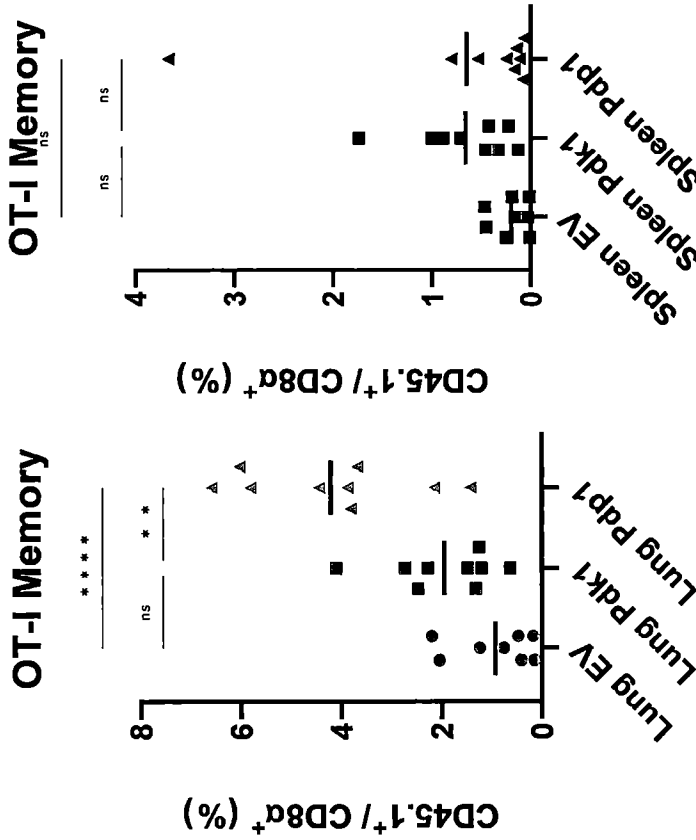 OT-I Memory
* * * *
ns
* *
CD45.1+/ CD8α+ (%)
8
6
4
2
0
Lung EV
Lung Pdk1
Lung Pdp1
OT-I Memory
ns
ns
ns
CD45.1+/ CD8α+ (%)
4
3
2
1
0
Spleen EV
Spleen Pdk1
Spleen Pdp1